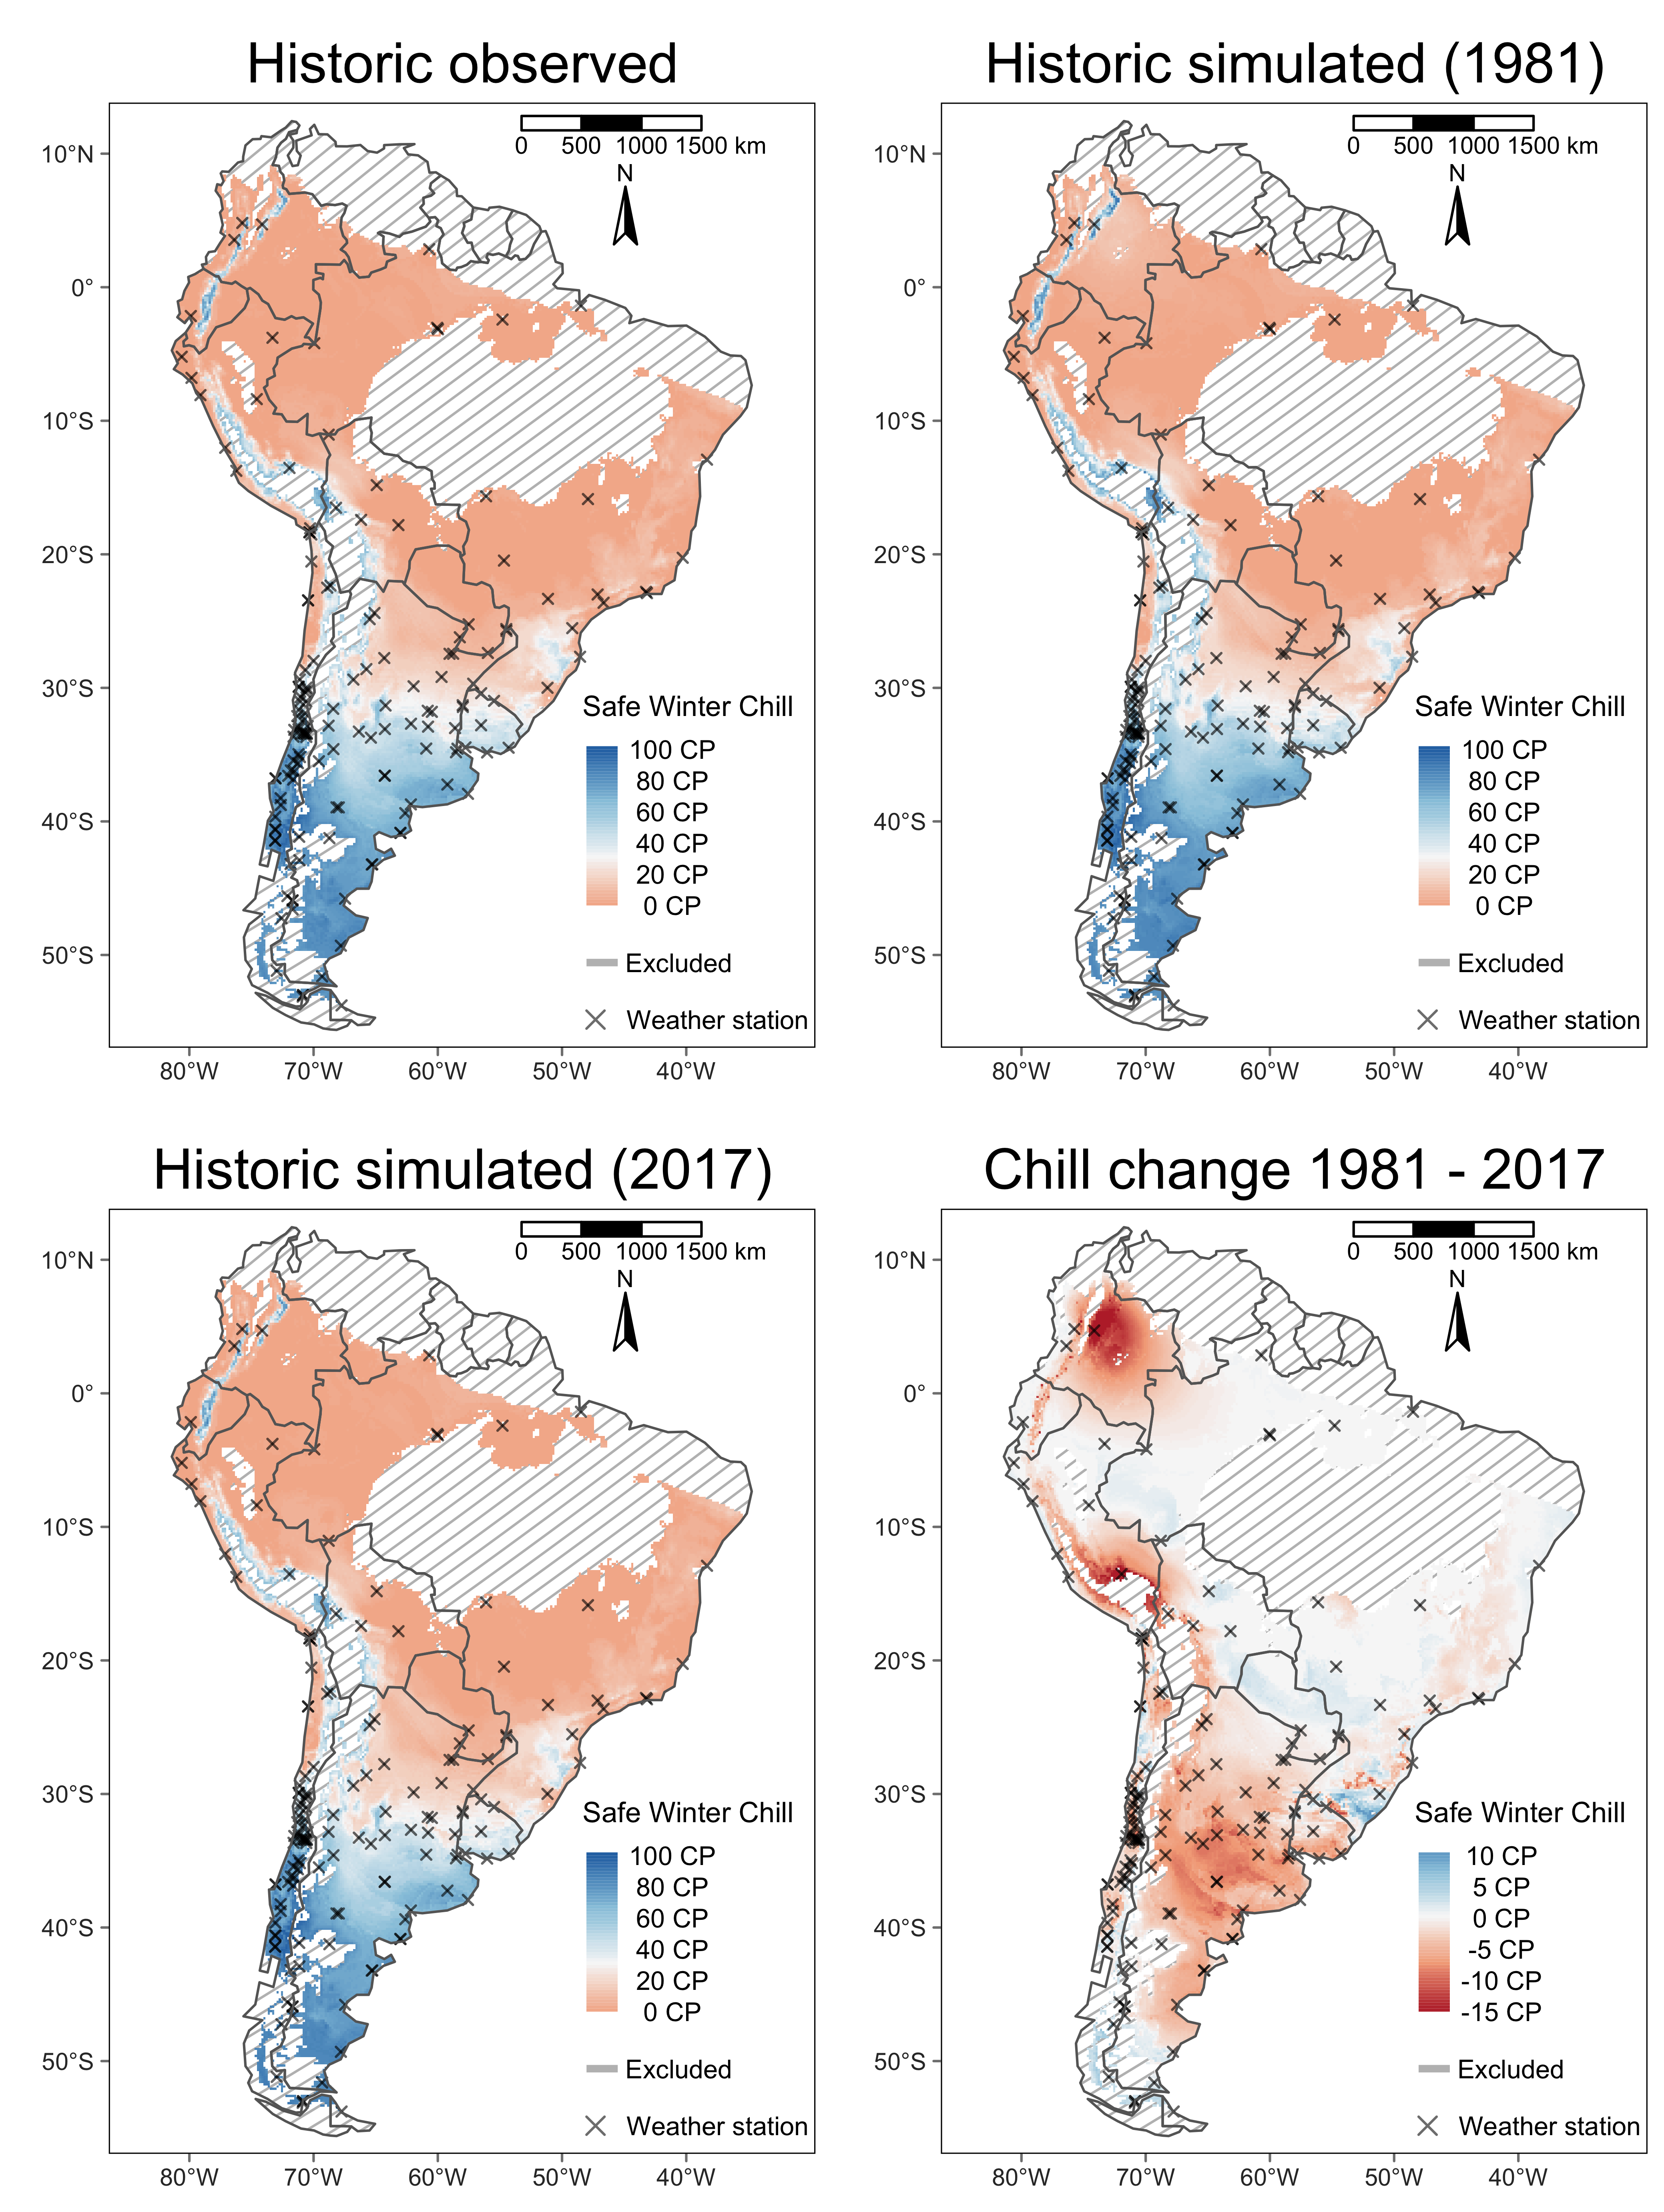 Historic observed
0 500 1000 1500 km
N
10°N
0°
10°S
20°S
30°S
40°S
50°S
Safe Winter Chill
100 CP
80 CP
60 CP
40 CP
20 CP
0 CP
Excluded
Weather station
80°W 70°W 60°W 50°W 40°W
Historic simulated (1981)
0 500 1000 1500 km
N
10°N
0°
10°S
20°S
30°S
40°S
50°S
Safe Winter Chill
100 CP
80 CP
60 CP
40 CP
20 CP
0 CP
Excluded
Weather station
80°W 70°W 60°W 50°W 40°W
Historic simulated (2017)
0 500 1000 1500 km
N
10°N
0°
10°S
20°S
30°S
40°S
50°S
Safe Winter Chill
100 CP
80 CP
60 CP
40 CP
20 CP
0 CP
Excluded
Weather station
80°W 70°W 60°W 50°W 40°W
Chill change 1981 - 2017
0 500 1000 1500 km
N
10°N
0°
10°S
20°S
30°S
40°S
50°S
Safe Winter Chill
10 CP
5 CP
0 CP
-5 CP
-10 CP
-15 CP
Excluded
Weather station
80°W 70°W 60°W 50°W 40°W